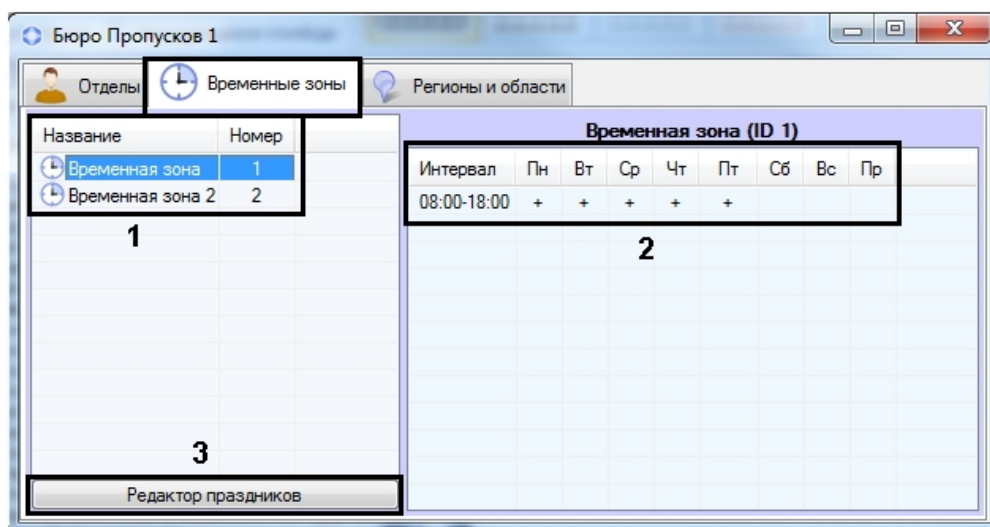 Бюро Пропусков 1
Отделы Временные зоны Регионы и области
Название Номер
Временная зона 1
Временная зона 2 2
1
3
Редактор праздников
Временная зона (ID 1)
Интервал Пн Вт Ср Чт Пт Сб Вс Пр
08:00-18:00 + + + + +
2